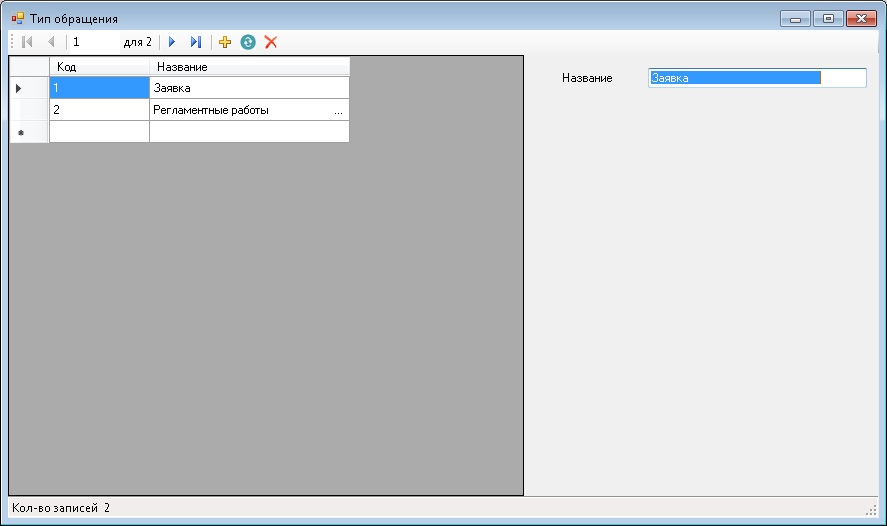 Тип обращения
1 для 2
Код Название
1 Заявка
2 Регламентные работы ...
Название Заявка
Кол-во записей 2